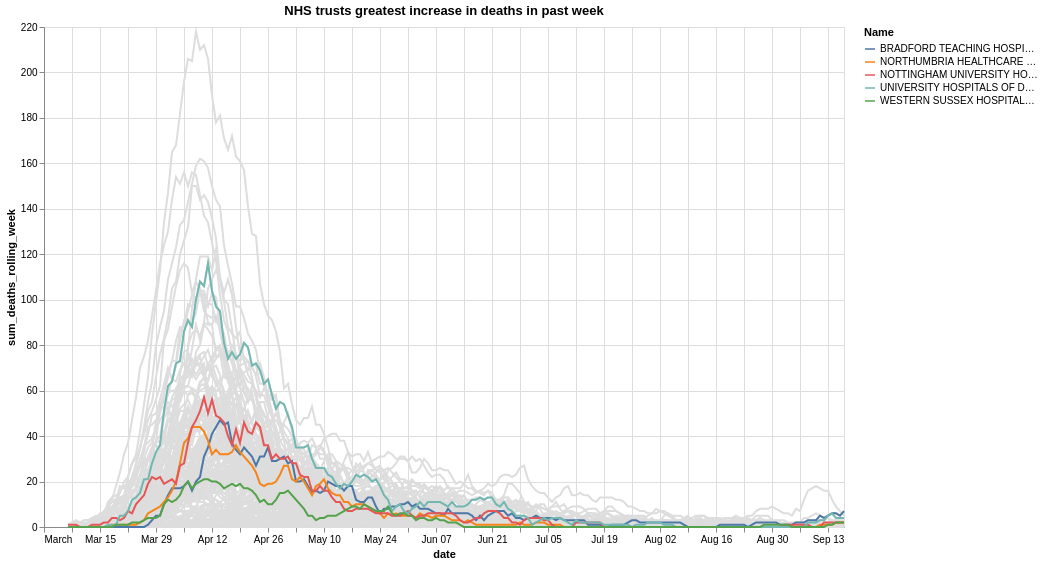 NHS trusts greatest increase in deaths in past week
220
200
180
160
140
120
100
80
60
40
20
0
sum_deaths_rolling_week
March Mar 15 Mar 29 Apr 12 Apr 26 May 10 May 24 Jun 07 Jun 21 Jul 05 Jul 19 Aug 02 Aug 16 Aug 30 Sep 13
date
Name
BRADFORD TEACHING HOSPI…
NORTHUMBRIA HEALTHCARE …
NOTTINGHAM UNIVERSITY HO…
UNIVERSITY HOSPITALS OF D…
WESTERN SUSSEX HOSPITAL…